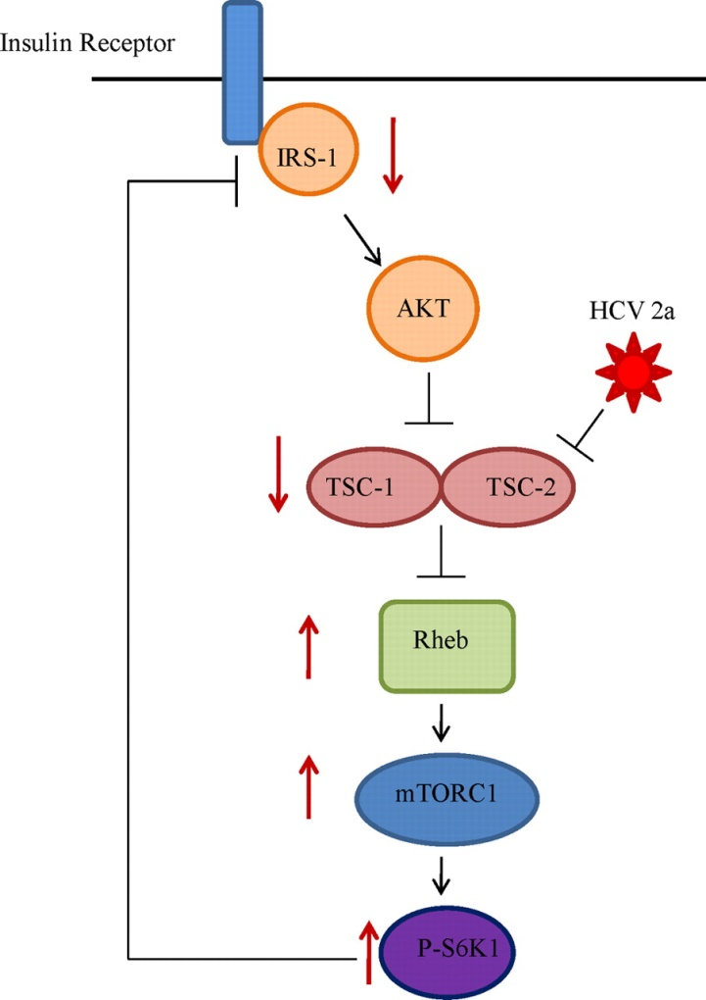 Insulin Receptor
IRS-1
AKT
HCV 2a
TSC-1
TSC-2
Rheb
mTORC1
P-S6K1